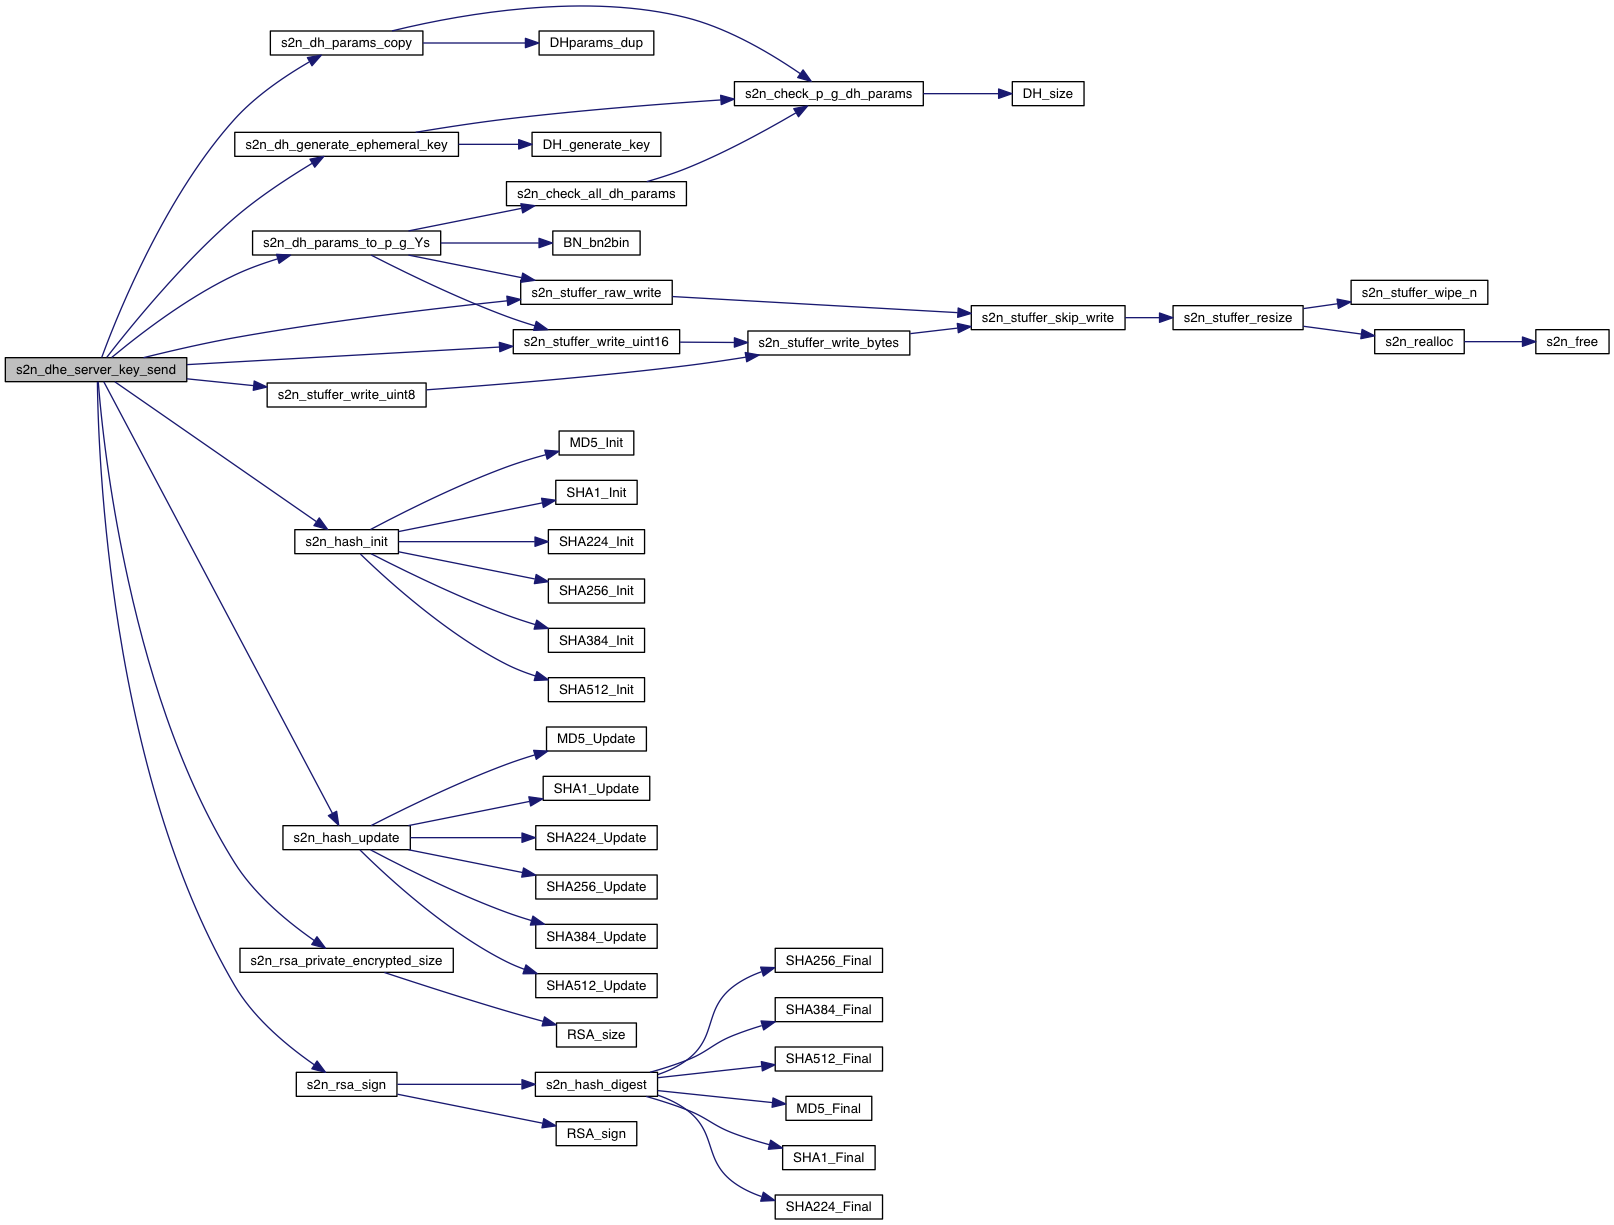 s2n_dh_params_copy
DHparams_dup
s2n_check_p_g_dh_params
DH_size
s2n_dh_generate_ephemeral_key
DH_generate_key
s2n_check_all_dh_params
s2n_dh_params_to_p_g_Ys
BN_bn2bin
s2n_stuffer_raw_write
s2n_stuffer_wipe_n
s2n_stuffer_skip_write
s2n_stuffer_resize
s2n_stuffer_write_uint16
s2n_stuffer_write_bytes
s2n_realloc
s2n_free
s2n_dhe_server_key_send
s2n_stuffer_write_uint8
MD5_Init
SHA1_Init
s2n_hash_init
SHA224_Init
SHA256_Init
SHA384_Init
SHA512_Init
MD5_Update
SHA1_Update
s2n_hash_update
SHA224_Update
SHA256_Update
SHA384_Update
s2n_rsa_private_encrypted_size
SHA256_Final
SHA512_Update
SHA384_Final
RSA_size
SHA512_Final
s2n_rsa_sign
s2n_hash_digest
MD5_Final
RSA_sign
SHA1_Final
SHA224_Final